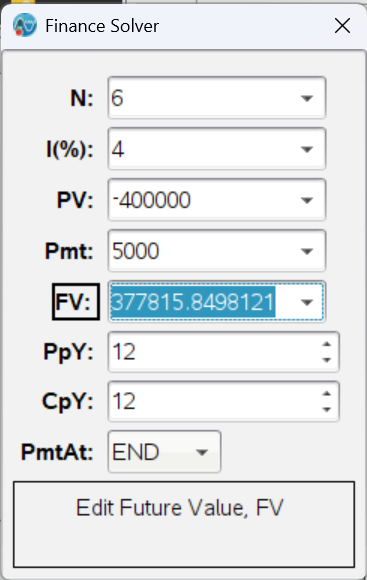 Finance Solver
N: 6
I(%): 4
PV: -400000
Pmt: 5000
FV: 377815.8498121
PpY: 12
CpY: 12
PmtAt: END
Edit Future Value, FV